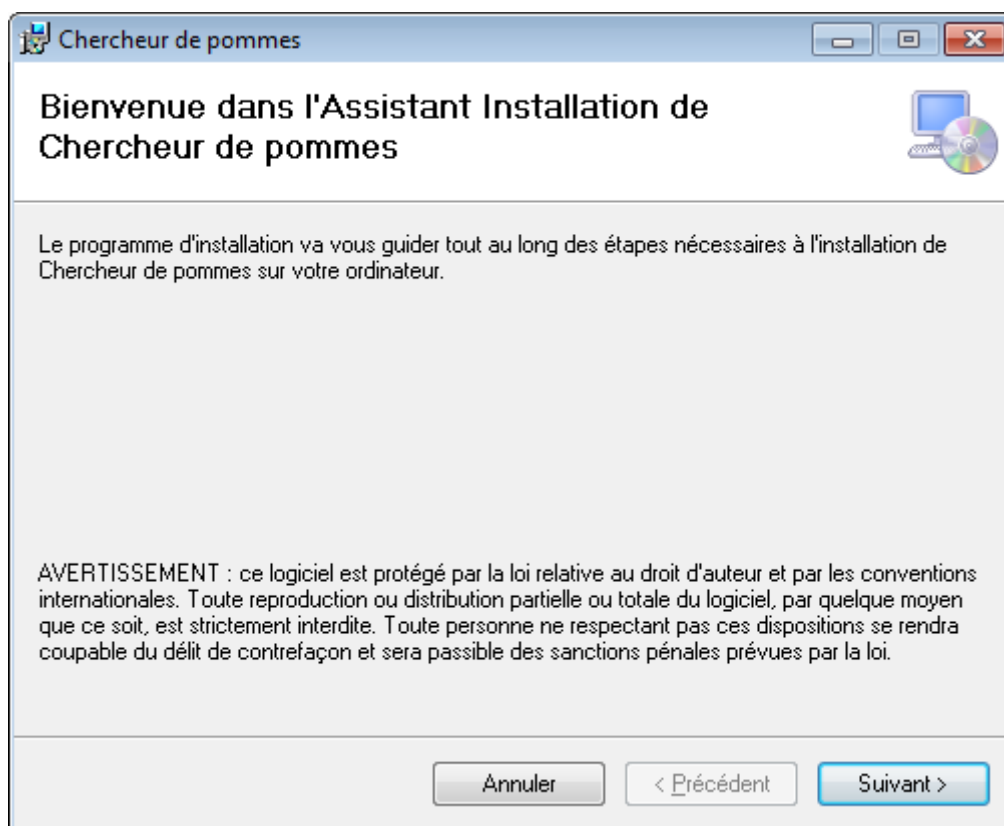 Chercheur de pommes
Bienvenue dans l'Assistant Installation de
Chercheur de pommes
Le programme d'installation va vous guider tout au long des étapes nécessaires à l'installation de
Chercheur de pommes sur votre ordinateur.
AVERTISSEMENT : ce logiciel est protégé par la loi relative au droit d'auteur et par les conventions
internationales. Toute reproduction ou distribution partielle ou totale du logiciel, par quelque moyen
que ce soit, est strictement interdite. Toute personne ne respectant pas ces dispositions se rendra
coupable du délit de contrefaçon et sera passible des sanctions pénales prévues par la loi.
Annuler < Précédent Suivant >